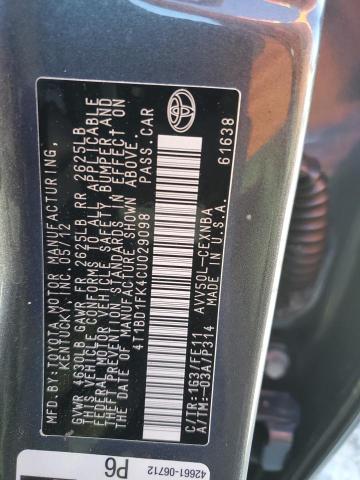 MFD. BY:TOYOTA MOTOR MANUFACTURING,
KENTUCKY, INC. 05/12
GVWR 4630LB GAWR FR 2625LB RR 2625LB
THIS VEHICLE CONFORMS TO ALL APPLICABLE
FEDERAL MOTOR VEHICLE SAFETY, BUMPER, AND
THEFT PREVENTION STANDARDS IN EFFECT ON
THE DATE OF MANUFACTURE SHOWN ABOVE.
4T1BD1FK4CU029098 PASS.CAR
C/TR:1G3/FE11 AVV50L-CEXNBA
A/TM:-03A/P314 MADE IN U.S.A. 61638
42661-06712
P6